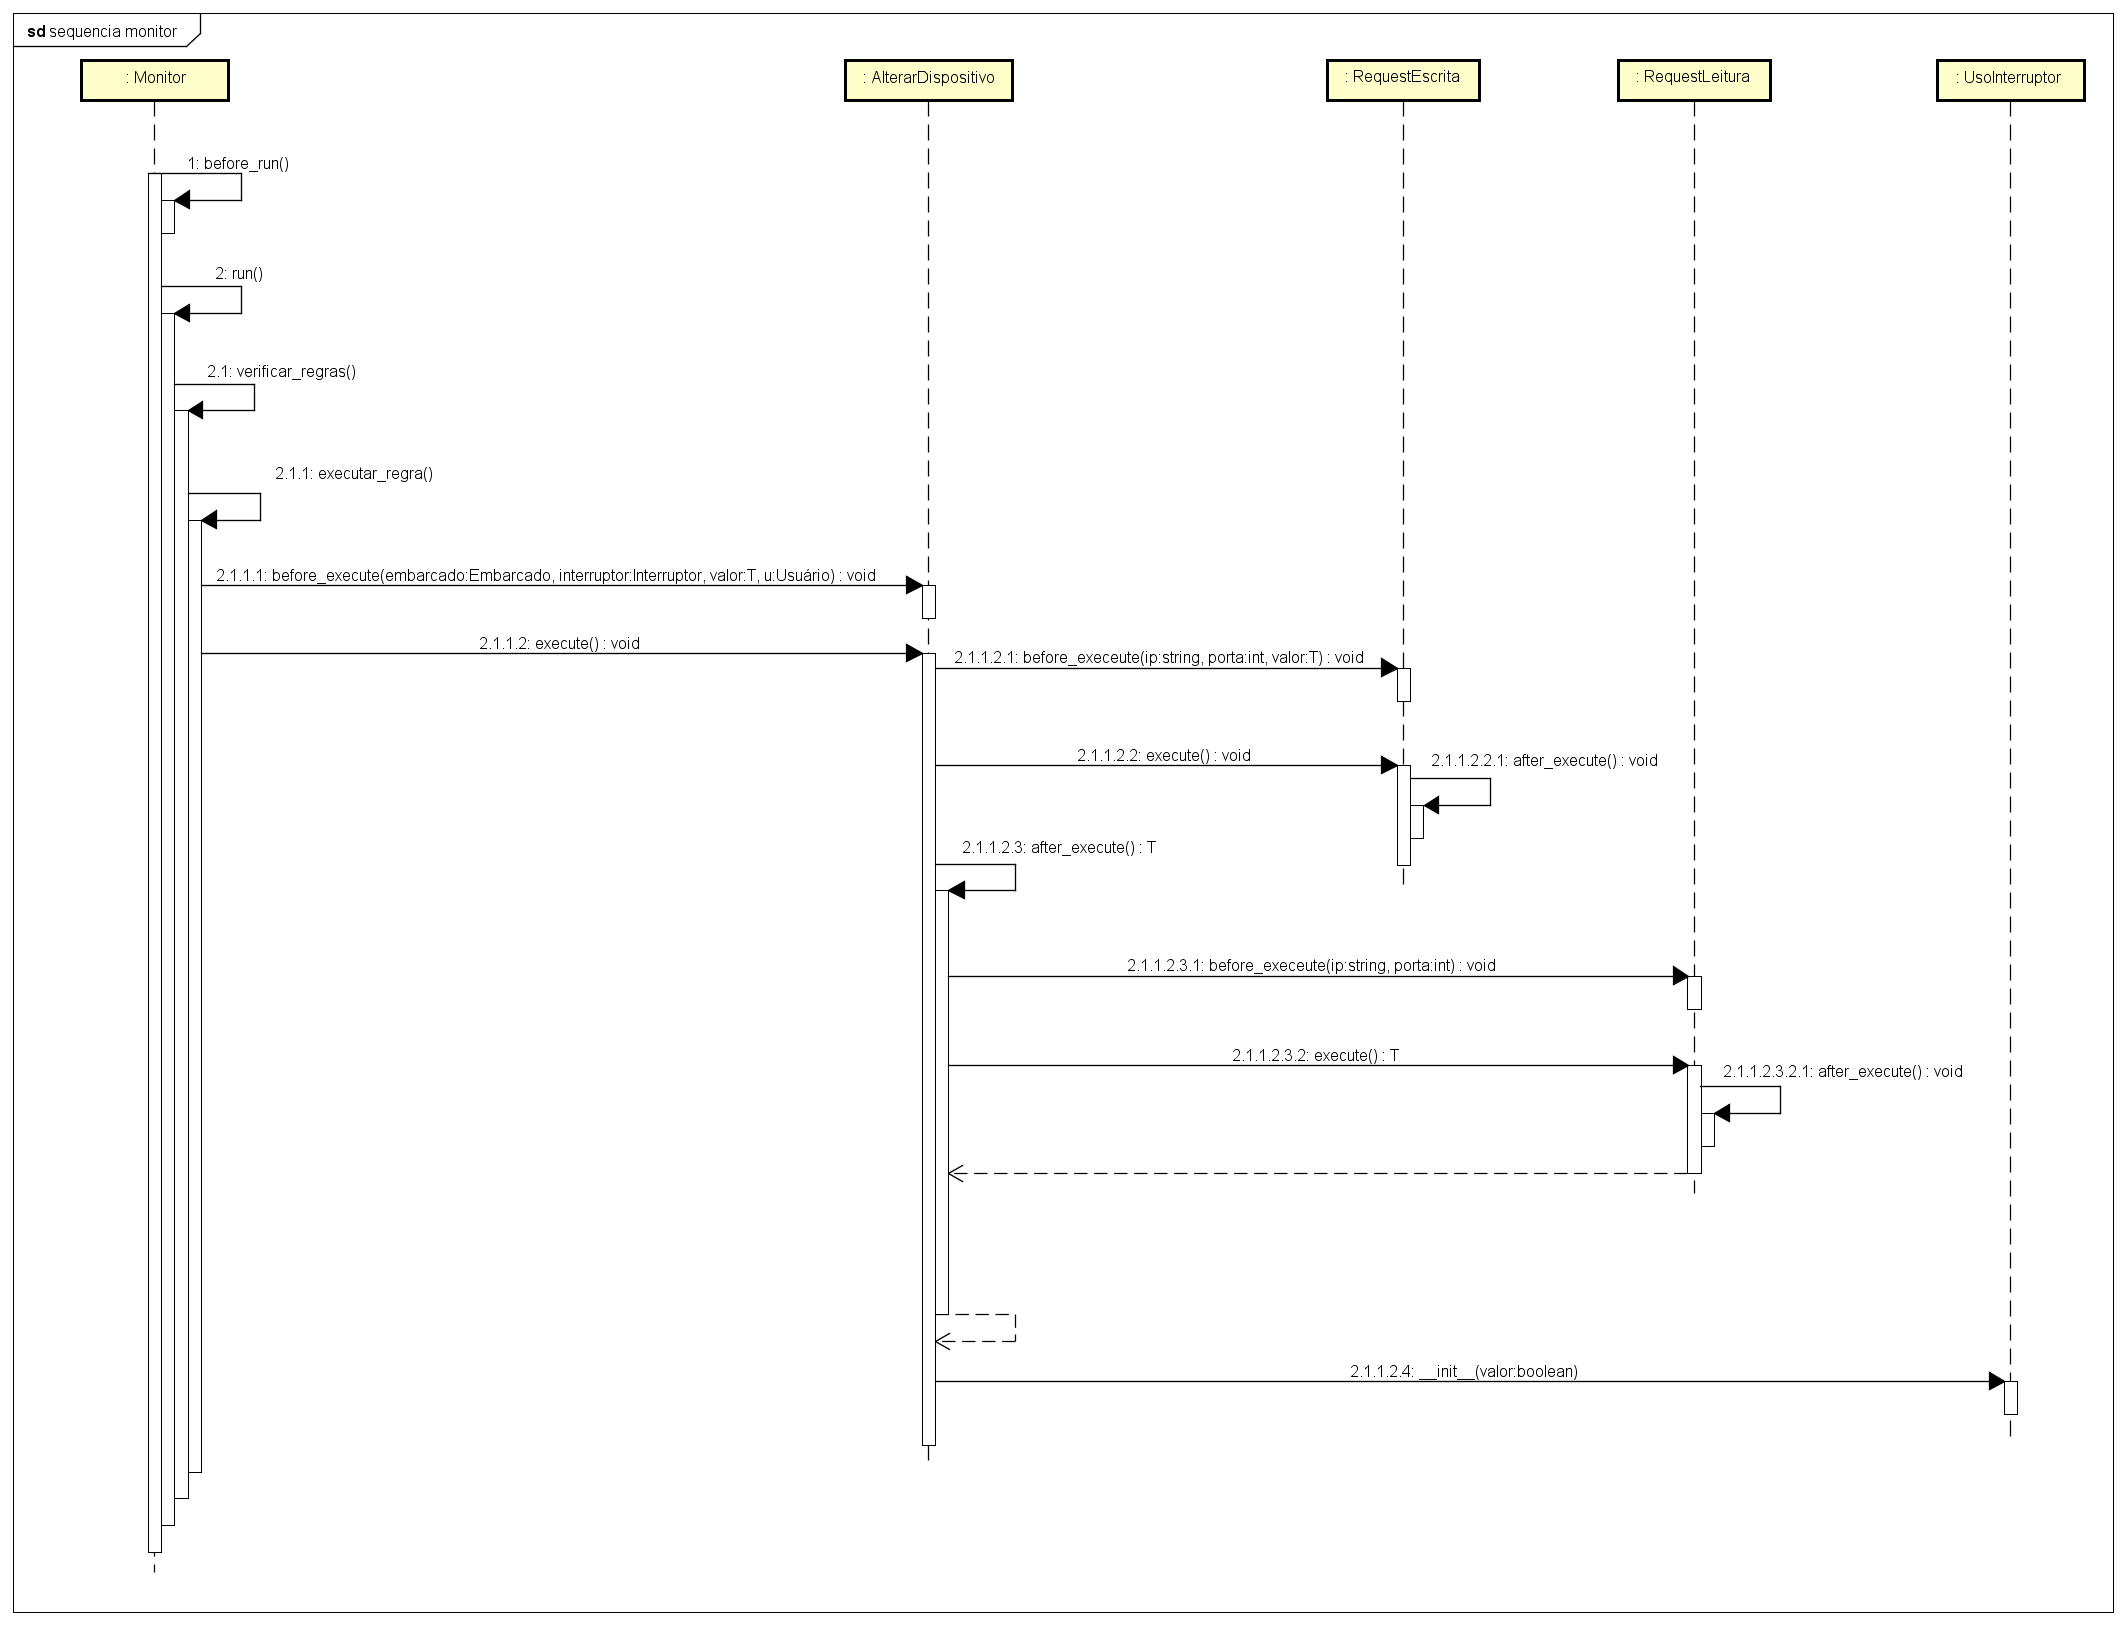 sd sequencia monitor
: Monitor
: AlterarDispositivo
: RequestEscrita
: RequestLeitura
: UsoInterruptor
1: before_run()
2: run()
2.1: verificar_regras()
2.1.1: executar_regra()
2.1.1.1: before_execute(embarcado:Embarcado, interruptor:Interruptor, valor:T, u:Usuário) : void
2.1.1.2: execute() : void
2.1.1.2.1: before_execeute(ip:string, porta:int, valor:T) : void
2.1.1.2.2: execute() : void
2.1.1.2.2.1: after_execute() : void
2.1.1.2.3: after_execute() : T
2.1.1.2.3.1: before_execeute(ip:string, porta:int) : void
2.1.1.2.3.2: execute() : T
2.1.1.2.3.2.1: after_execute() : void
2.1.1.2.4: __init__(valor:boolean)